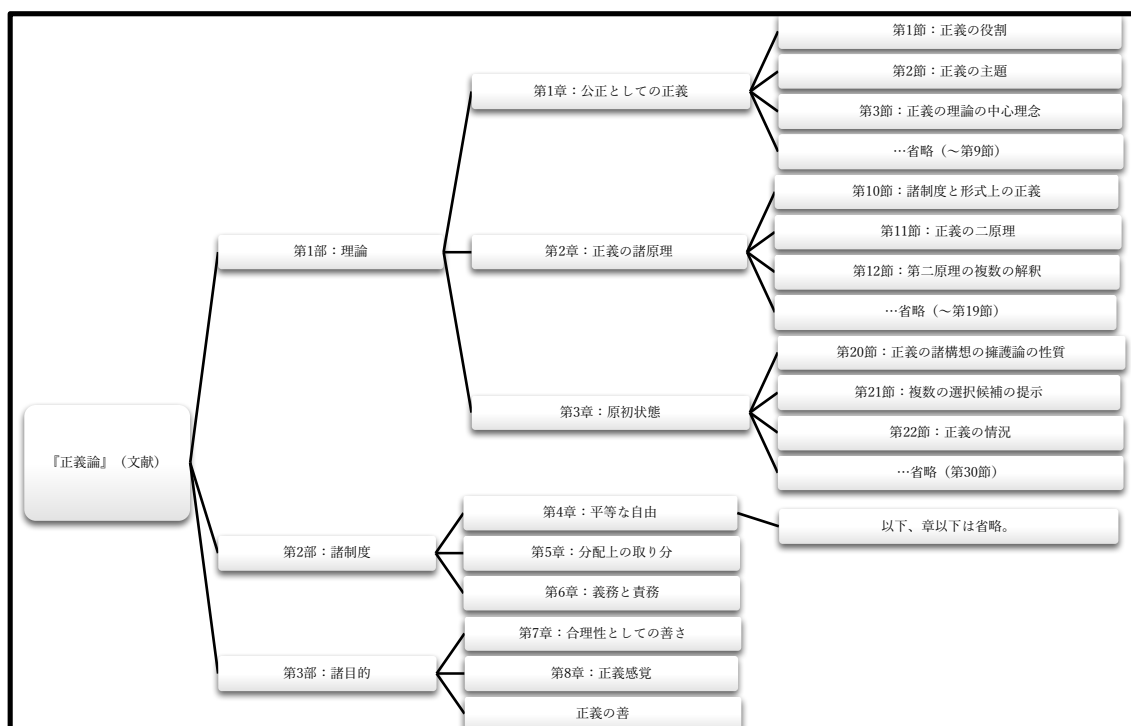 『正義論』（文献）
第1部：理論
第1章：公正としての正義
第1節：正義の役割
第2節：正義の主題
第3節：正義の理論の中心理念
…省略（～第9節）
第2章：正義の諸原理
第10節：諸制度と形式上の正義
第11節：正義の二原理
第12節：第二原理の複数の解釈
…省略（～第19節）
第3章：原初状態
第20節：正義の諸構想の擁護論の性質
第21節：複数の選択候補の提示
第22節：正義の情況
…省略（第30節）
第2部：諸制度
第4章：平等な自由
以下、章以下は省略。
第5章：分配上の取り分
第6章：義務と責務
第3部：諸目的
第7章：合理性としての善さ
第8章：正義感覚
正義の善